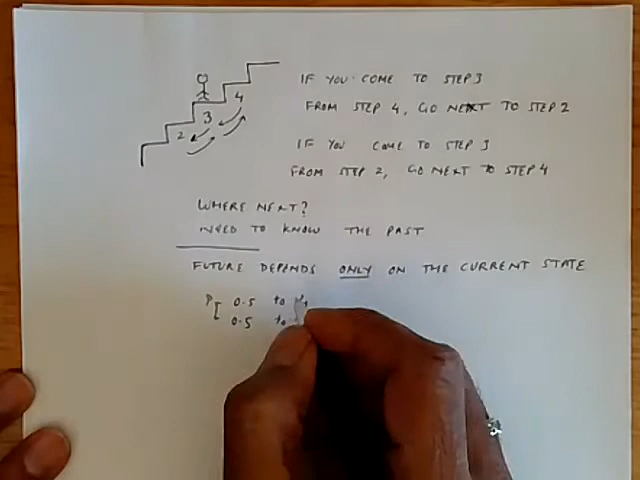 4
3
2
IF YOU COME TO STEP 3
FROM STEP 4, GO NEXT TO STEP 2
IF YOU COME TO STEP 3
FROM STEP 2, GO NEXT TO STEP 4
WHERE NEXT?
NEED TO KNOW THE PAST
FUTURE DEPENDS ONLY ON THE CURRENT STATE
P[ 0.5 to
0.5 to